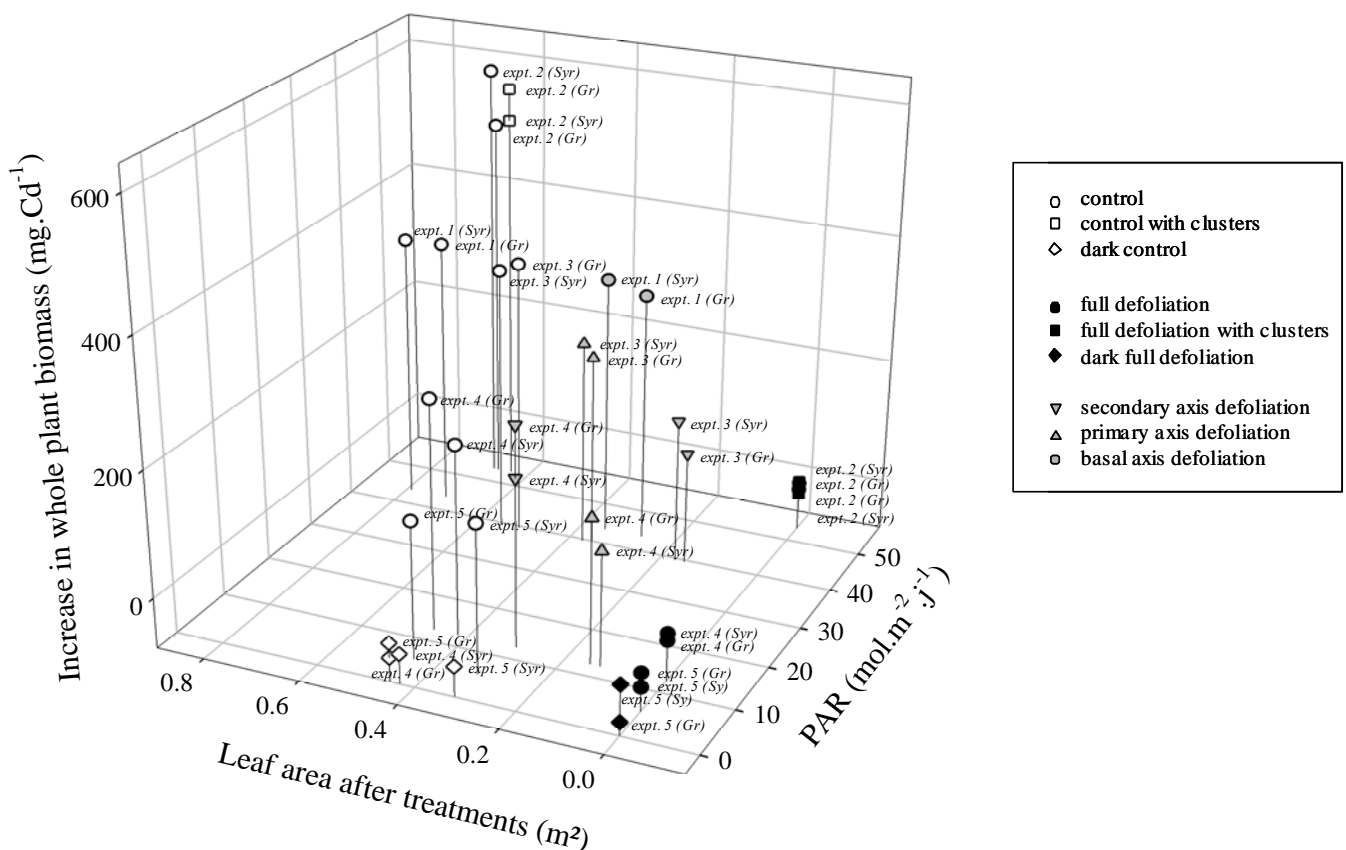 expt. 2 (Syr)
expt. 2 (Gr)
expt. 2 (Syr)
expt. 2 (Gr)
expt. 1 (Syr)
expt. 1 (Gr)
expt. 3 (Gr)
expt. 3 (Syr)
expt. 1 (Syr)
expt. 1 (Gr)
expt. 3 (Syr)
expt. 3 (Gr)
expt. 4 (Gr)
expt. 4 (Gr)
expt. 3 (Syr)
expt. 4 (Syr)
expt. 3 (Gr)
expt. 4 (Syr)
expt. 2 (Syr)
expt. 2 (Gr)
expt. 2 (Gr)
expt. 2 (Syr)
expt. 5 (Gr)
expt. 5 (Syr)
expt. 4 (Gr)
expt. 4 (Syr)
expt. 5 (Gr)
expt. 4 (Syr)
expt. 4 (Gr)
expt. 5 (Syr)
expt. 4 (Syr)
expt. 4 (Gr)
expt. 5 (Gr)
expt. 5 (Sy)
expt. 5 (Sy)
expt. 5 (Gr)
600
400
200
0
Increase in whole plant biomass (mg.Cd⁻¹)
0.8
0.6
0.4
0.2
0.0
Leaf area after treatments (m²)
50
40
30
20
10
0
PAR (mol.m⁻².j⁻¹)
control
control with clusters
dark control
full defoliation
full defoliation with clusters
dark full defoliation
secondary axis defoliation
primary axis defoliation
basal axis defoliation